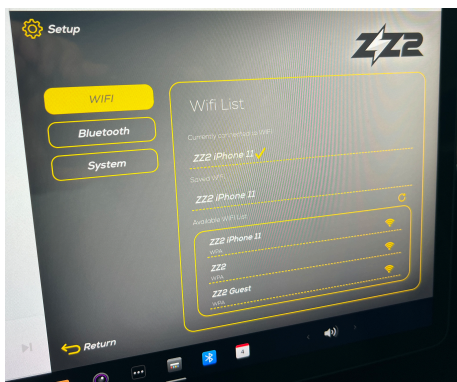 Setup
ZZ2
WIFI
Bluetooth
System
Wifi List
Currently connected to WiFi
ZZ2 iPhone 11
Saved WiFi
ZZ2 iPhone 11
Available WiFi List
ZZ2 iPhone 11
WPA
ZZ2
WPA
ZZ2 Guest
WPA
Return
4